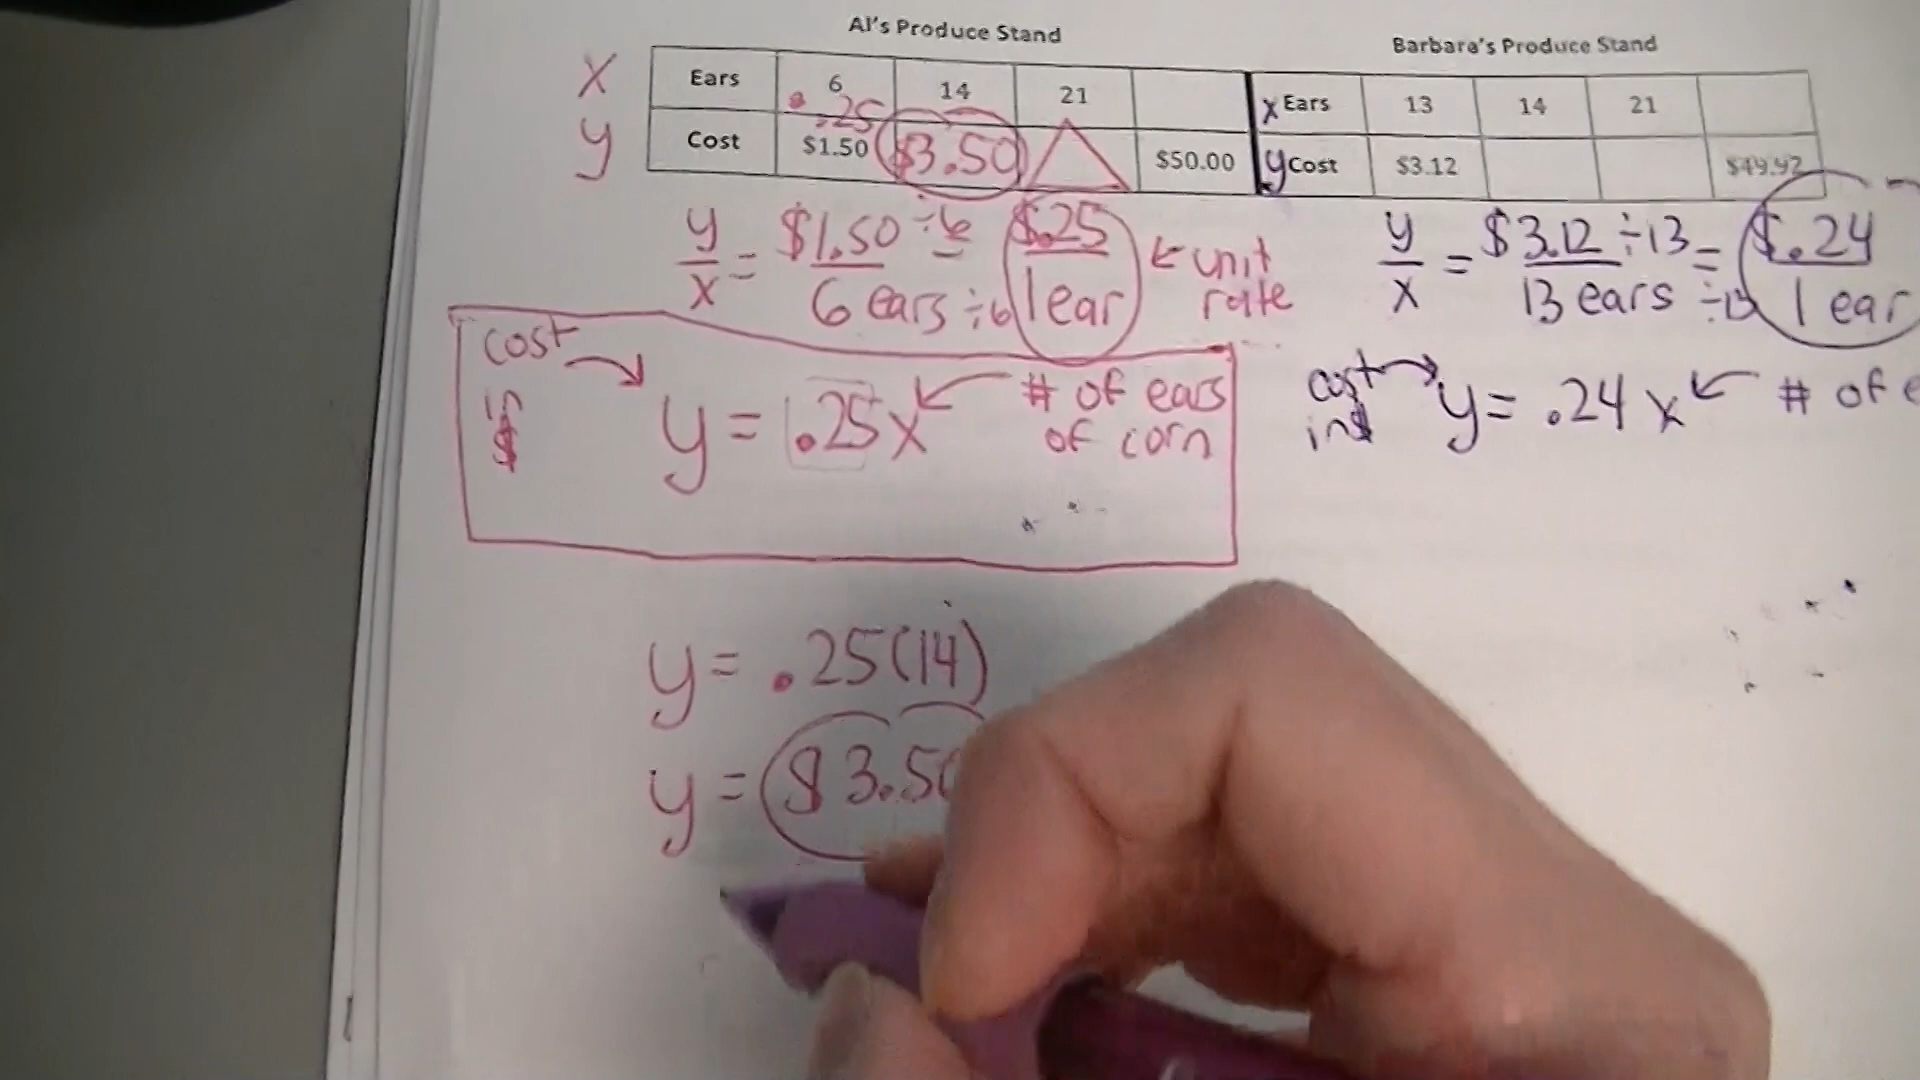 Al's Produce Stand
x Ears 6 14 21
.25
y Cost $1.50 $3.50 $50.00
Barbara's Produce Stand
x Ears 13 14 21
y Cost $3.12 $49.92
y/x = $1.50 ÷6 / 6 ears ÷6 = $.25 / 1 ear ← unit rate
y/x = $3.12 ÷13 / 13 ears ÷13 = $.24 / 1 ear
cost in $ → y = .25x ← # of ears of corn
cost in $ → y = .24x ← # of
y = .25(14)
y = $3.50